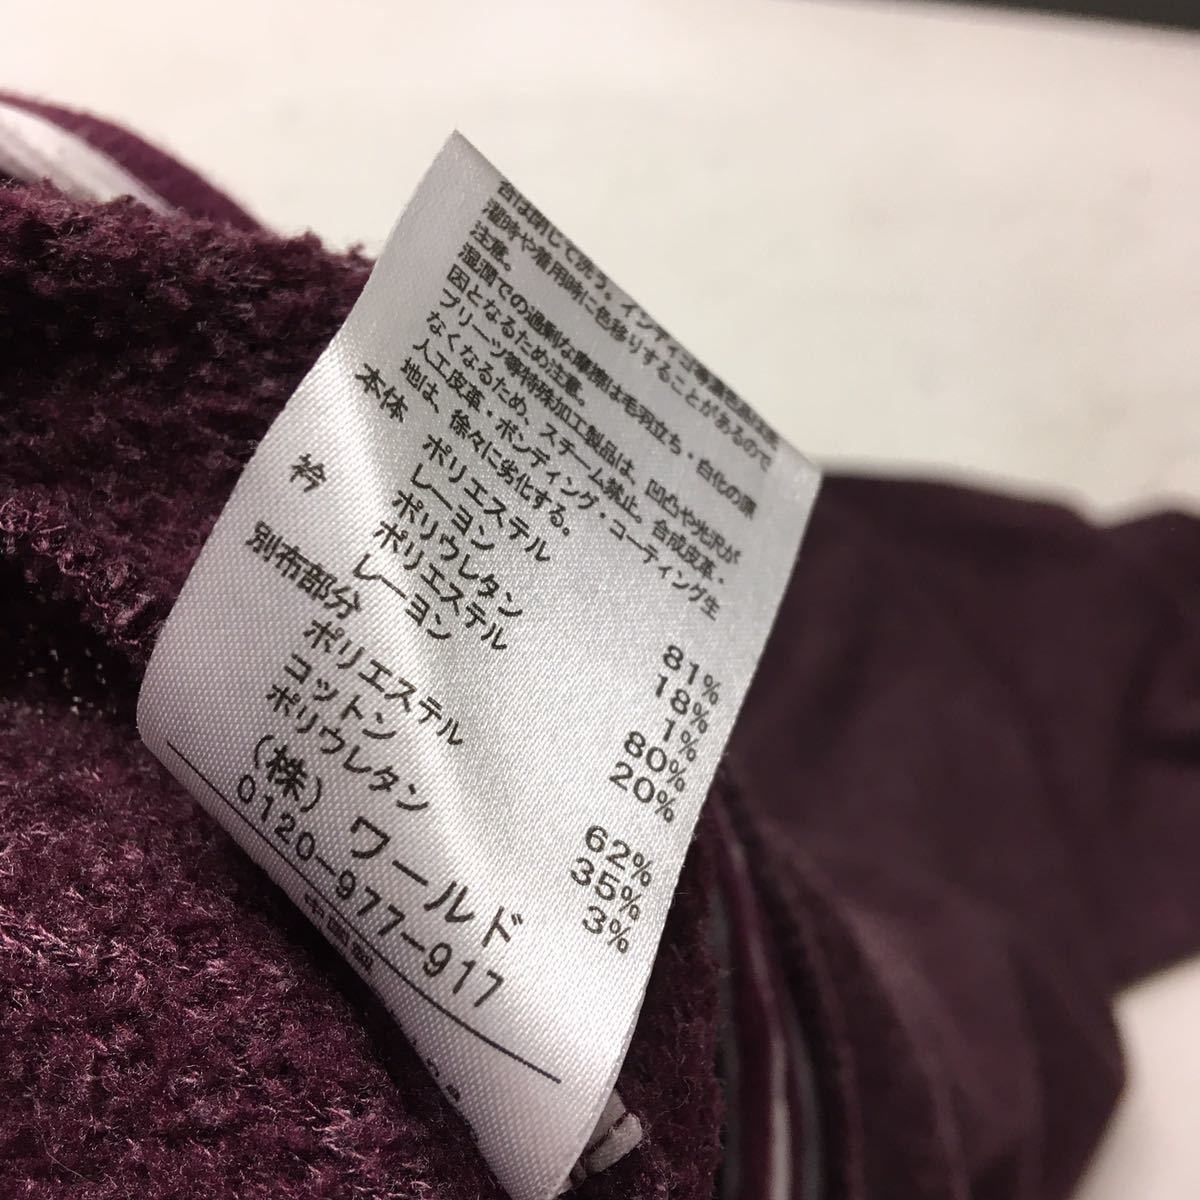 合は閉じて洗う。インディゴ等濃色品は洗
濯時や着用時に色移りすることがあるので
注意。
湿潤での過剰な摩擦は毛羽立ち・白化の原
因となるため注意。
プリーツ等特殊加工製品は、凹凸や光沢が
なくなるため、スチーム禁止。合成皮革・
人工皮革・ボンディング・コーティング生
地は、徐々に劣化する。
本体 ポリエステル 81%
レーヨン 18%
ポリウレタン 1%
衿 ポリエステル 80%
レーヨン 20%
別布部分
ポリエステル 62%
コットン 35%
ポリウレタン 3%
(株) ワールド
0120-977-917
中国製